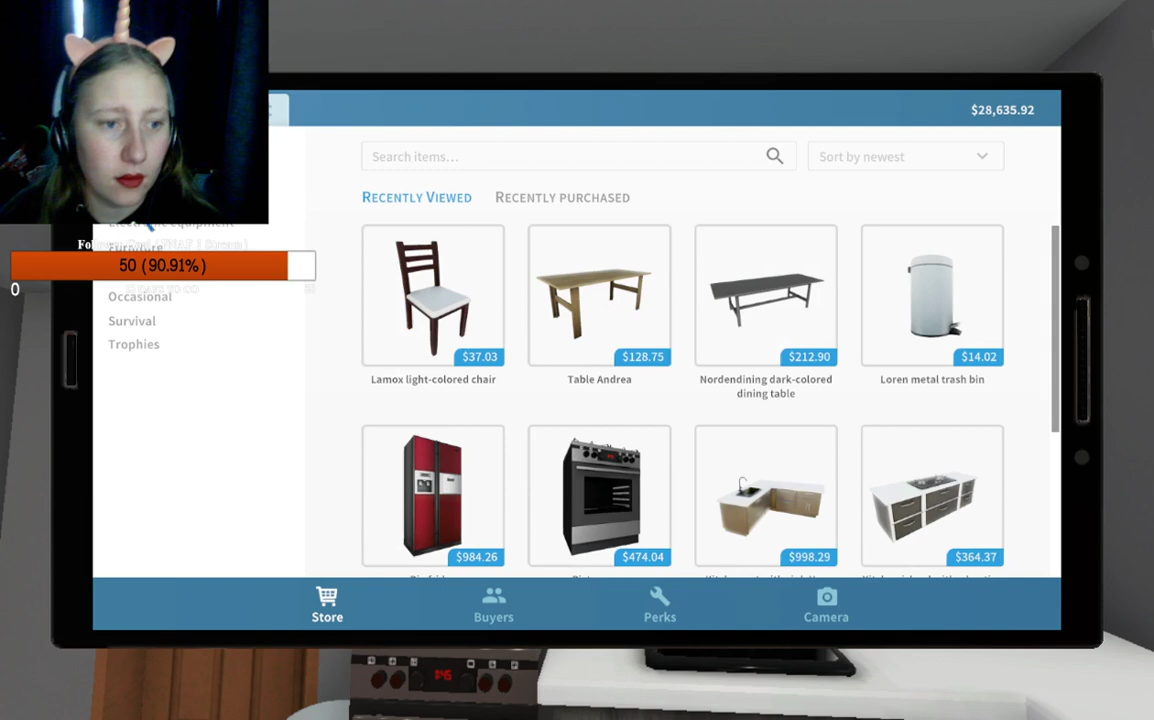 $28,635.92
Search items...
Sort by newest
RECENTLY VIEWED
RECENTLY PURCHASED
50 (90.91%)
0
Occasional
Survival
Trophies
$37.03
$128.75
$212.90
$14.02
Lamox light-colored chair
Table Andrea
Nordendining dark-colored
dining table
Loren metal trash bin
$984.26
$474.04
$998.29
$364.37
Store
Buyers
Perks
Camera